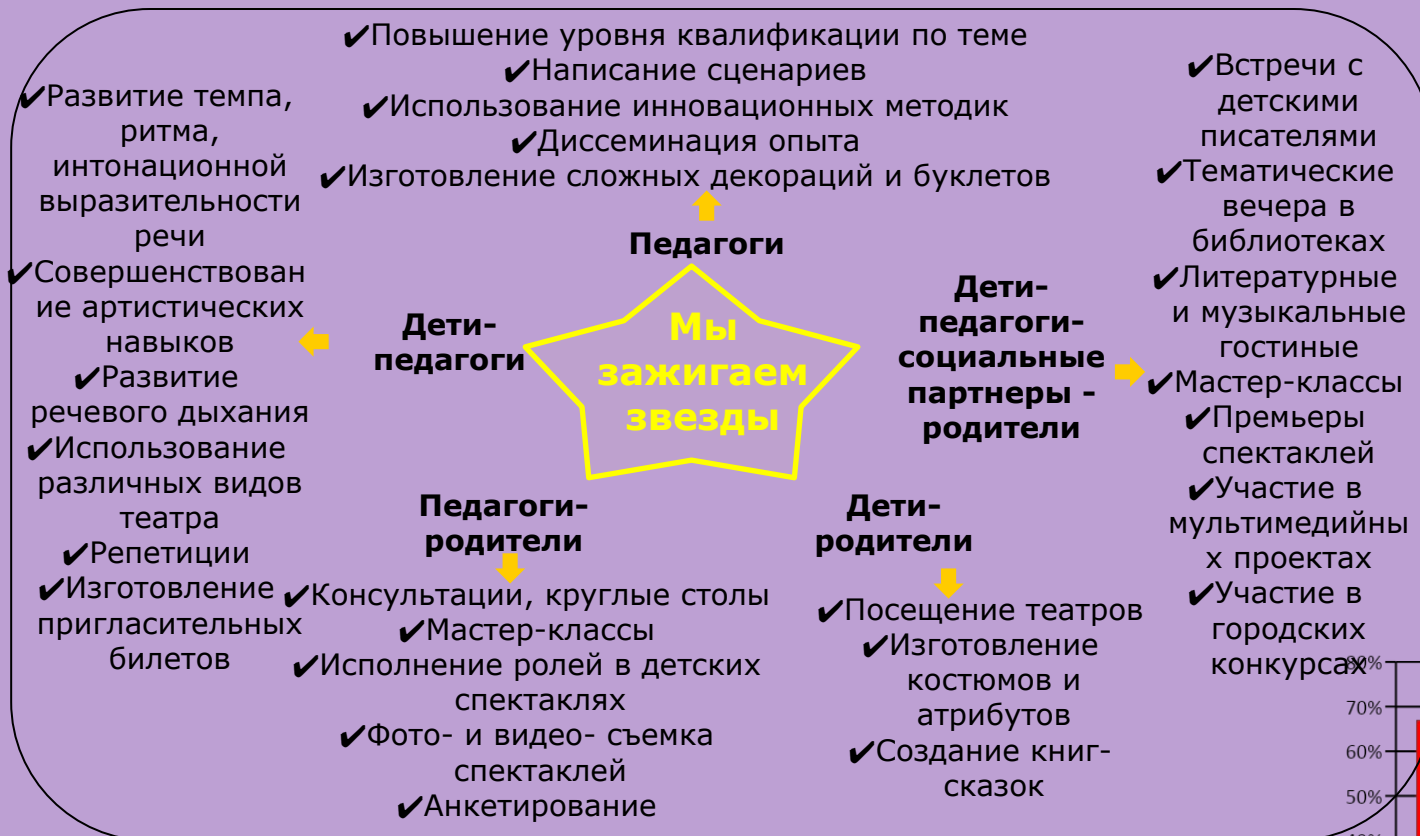 ✔Повышение уровня квалификации по теме
✔Написание сценариев
✔Использование инновационных методик
✔Диссеминация опыта
✔Изготовление сложных декораций и буклетов
Педагоги
✔Развитие темпа,
ритма,
интонационной
выразительности
речи
✔Совершенствован
ие артистических
навыков
✔Развитие
речевого дыхания
✔Использование
различных видов
театра
✔Репетиции
✔Изготовление
пригласительных
билетов
Дети-
педагоги
Мы
зажигаем
звезды
Дети-
педагоги-
социальные
партнеры -
родители
✔Встречи с
детскими
писателями
✔Тематические
вечера в
библиотеках
✔Литературные
и музыкальные
гостиные
✔Мастер-классы
✔Премьеры
спектаклей
✔Участие в
мультимедийны
х проектах
✔Участие в
городских
конкурсах
Педагоги-
родители
✔Консультации, круглые столы
✔Мастер-классы
✔Исполнение ролей в детских
спектаклях
✔Фото- и видео- съемка
спектаклей
✔Анкетирование
Дети-
родители
✔Посещение театров
✔Изготовление
костюмов и
атрибутов
✔Создание книг-
сказок
80%
70%
60%
50%